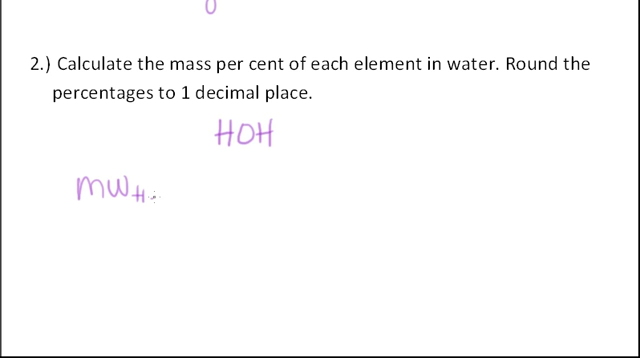 0
2.) Calculate the mass per cent of each element in water. Round the
percentages to 1 decimal place.
HOH
MW H